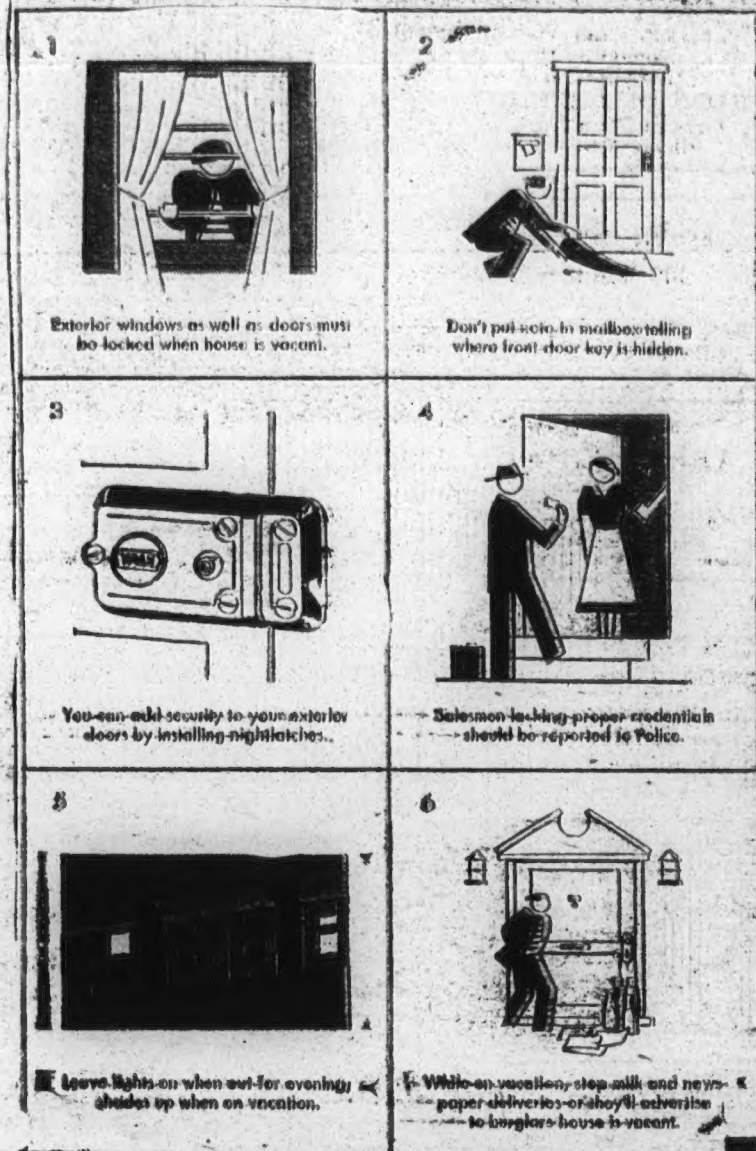 1
Exterior windows as well as doors must
be locked when house is vacant.
2
Don't put note in mailbox telling
where front door key is hidden.
3
YALE
You can add security to your exterior
doors by installing nightlatches.
4
Salesmen lacking proper credentials
should be reported to Police.
5
Leave lights on when out for evening;
shades up when on vacation.
6
While on vacation, stop milk and news-
paper deliveries or they'll advertise
to burglars house is vacant.